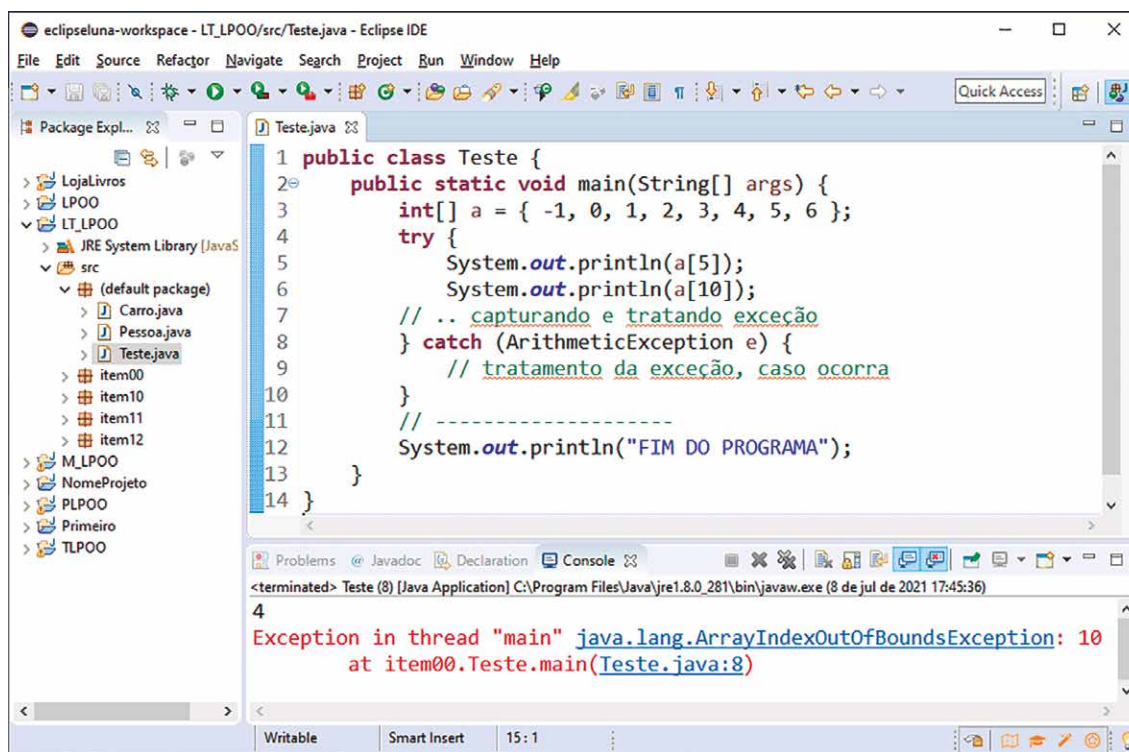 eclipseluna-workspace - LT_LPOO/src/Teste.java - Eclipse IDE
File Edit Source Refactor Navigate Search Project Run Window Help
Quick Access
Package Expl...
LojaLivros
LPOO
LT_LPOO
JRE System Library [JavaS
src
(default package)
Carro.java
Pessoa.java
Teste.java
item00
item10
item11
item12
M_LPOO
NomeProjeto
PLPOO
Primeiro
TLPOO
Teste.java
1 public class Teste {
2 public static void main(String[] args) {
3 int[] a = { -1, 0, 1, 2, 3, 4, 5, 6 };
4 try {
5 System.out.println(a[5]);
6 System.out.println(a[10]);
7 // .. capturando e tratando exceção
8 } catch (ArithmeticException e) {
9 // tratamento da exceção, caso ocorra
10 }
11 // --------------------
12 System.out.println("FIM DO PROGRAMA");
13 }
14 }
Problems Javadoc Declaration Console
<terminated> Teste (8) [Java Application] C:\Program Files\Java\jre1.8.0_281\bin\javaw.exe (8 de jul de 2021 17:45:36)
4
Exception in thread "main" java.lang.ArrayIndexOutOfBoundsException: 10
at item00.Teste.main(Teste.java:8)
Writable Smart Insert 15 : 1